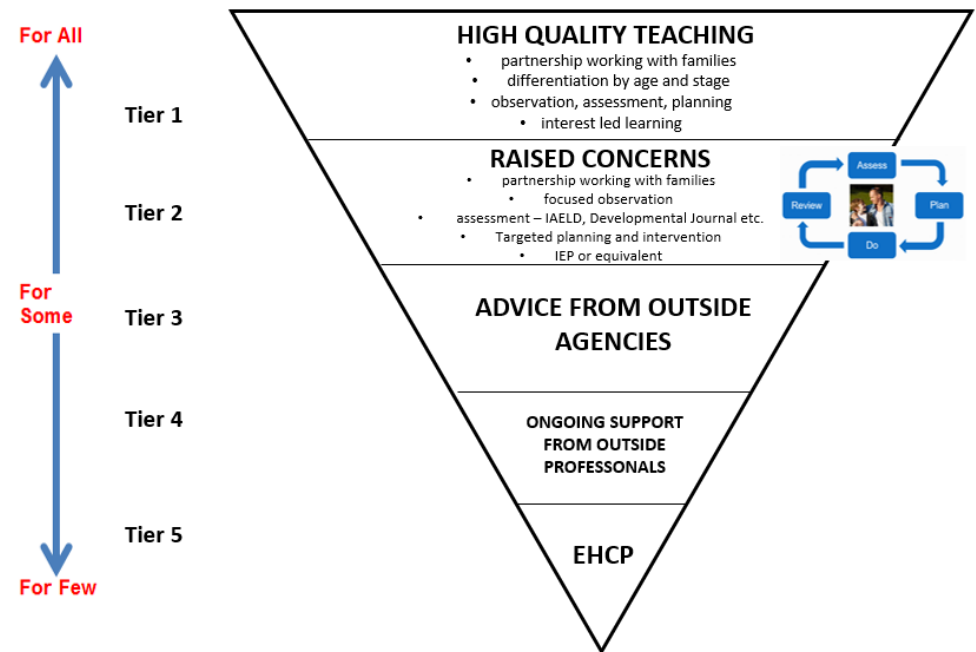 For All
HIGH QUALITY TEACHING
• partnership working with families
• differentiation by age and stage
• observation, assessment, planning
• interest led learning
Tier 1
RAISED CONCERNS
• partnership working with families
• focused observation
• assessment – IAELD, Developmental Journal etc.
• Targeted planning and intervention
• IEP or equivalent
Tier 2
Assess
Plan
Do
Review
For
Some
Tier 3
ADVICE FROM OUTSIDE
AGENCIES
Tier 4
ONGOING SUPPORT
FROM OUTSIDE
PROFESSONALS
Tier 5
EHCP
For Few